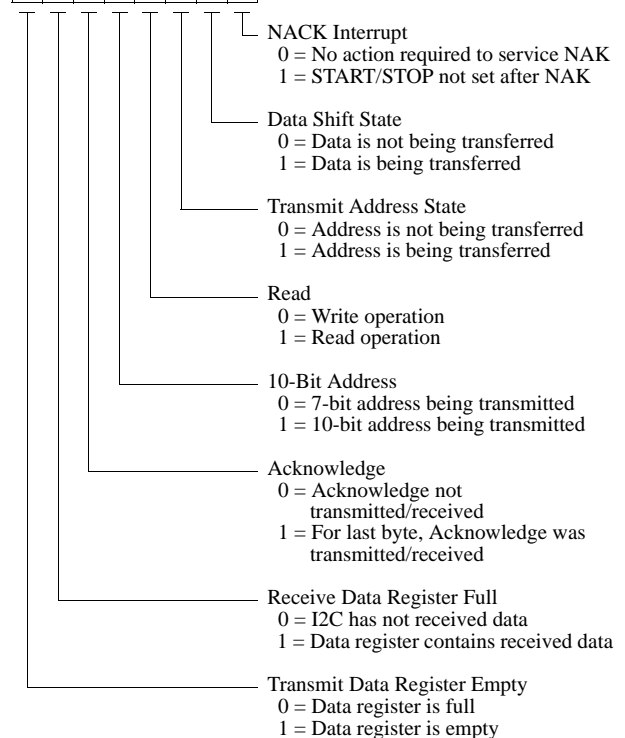 NACK Interrupt
0 = No action required to service NAK
1 = START/STOP not set after NAK
Data Shift State
0 = Data is not being transferred
1 = Data is being transferred
Transmit Address State
0 = Address is not being transferred
1 = Address is being transferred
Read
0 = Write operation
1 = Read operation
10-Bit Address
0 = 7-bit address being transmitted
1 = 10-bit address being transmitted
Acknowledge
0 = Acknowledge not
transmitted/received
1 = For last byte, Acknowledge was
transmitted/received
Receive Data Register Full
0 = I2C has not received data
1 = Data register contains received data
Transmit Data Register Empty
0 = Data register is full
1 = Data register is empty